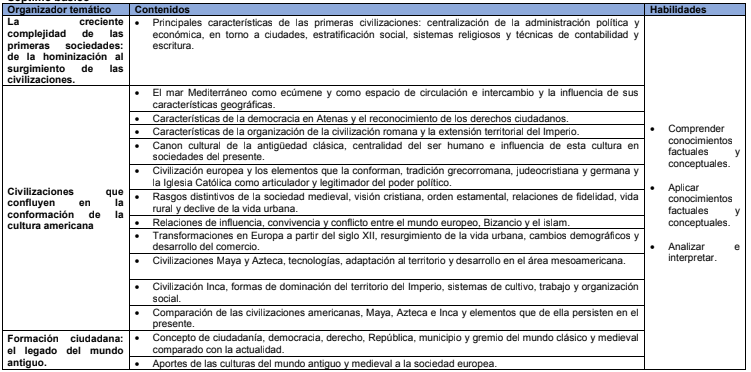 Organizador temático Contenidos Habilidades
La creciente
complejidad de las
primeras sociedades:
de la hominización al
surgimiento de las
civilizaciones.
• Principales características de las primeras civilizaciones: centralización de la administración política y
económica, en torno a ciudades, estratificación social, sistemas religiosos y técnicas de contabilidad y
escritura.
Civilizaciones que
confluyen en la
conformación de la
cultura americana
• El mar Mediterráneo como ecúmene y como espacio de circulación e intercambio y la influencia de sus
características geográficas.
• Características de la democracia en Atenas y el reconocimiento de los derechos ciudadanos.
• Características de la organización de la civilización romana y la extensión territorial del Imperio.
• Canon cultural de la antigüedad clásica, centralidad del ser humano e influencia de esta cultura en
sociedades del presente.
• Civilización europea y los elementos que la conforman, tradición grecorromana, judeocristiana y germana y
la Iglesia Católica como articulador y legitimador del poder político.
• Rasgos distintivos de la sociedad medieval, visión cristiana, orden estamental, relaciones de fidelidad, vida
rural y declive de la vida urbana.
• Relaciones de influencia, convivencia y conflicto entre el mundo europeo, Bizancio y el islam.
• Transformaciones en Europa a partir del siglo XII, resurgimiento de la vida urbana, cambios demográficos y
desarrollo del comercio.
• Civilizaciones Maya y Azteca, tecnologías, adaptación al territorio y desarrollo en el área mesoamericana.
• Civilización Inca, formas de dominación del territorio del Imperio, sistemas de cultivo, trabajo y organización
social.
• Comparación de las civilizaciones americanas, Maya, Azteca e Inca y elementos que de ella persisten en el
presente.
Formación ciudadana:
el legado del mundo
antiguo.
• Concepto de ciudadanía, democracia, derecho, República, municipio y gremio del mundo clásico y medieval
comparado con la actualidad.
• Aportes de las culturas del mundo antiguo y medieval a la sociedad europea.
• Comprender
conocimientos
factuales y
conceptuales.
• Aplicar
conocimientos
factuales y
conceptuales.
• Analizar e
interpretar.